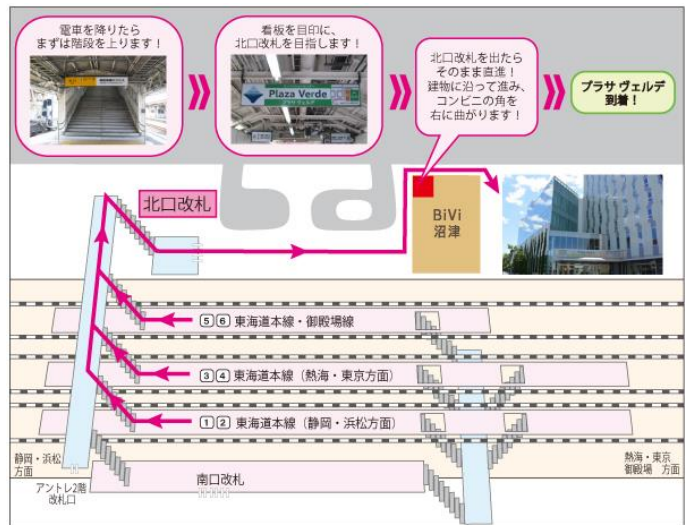 電車を降りたら
まずは階段を上ります！
看板を目印に、
北口改札を目指します！
Plaza Verde
プラサ ヴェルデ
北口改札を出たら
そのまま直進！
建物に沿って進み、
コンビニの角を
右に曲がります！
プラサ ヴェルデ
到着！
北口改札
BiVi
沼津
5 6 東海道本線・御殿場線
3 4 東海道本線（熱海・東京方面）
1 2 東海道本線（静岡・浜松方面）
静岡・浜松
方面
アントレ2階
改札口
南口改札
熱海・東京
御殿場 方面